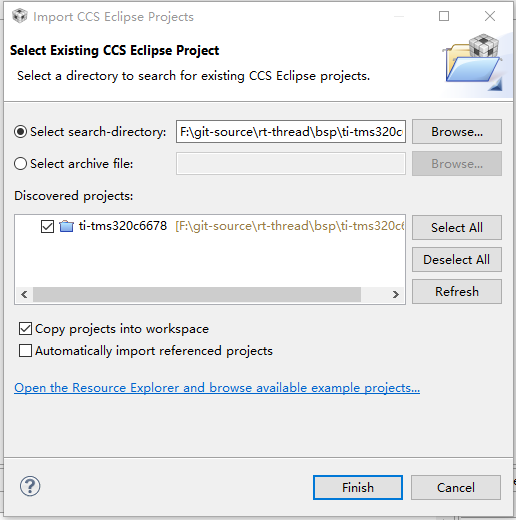 Import CCS Eclipse Projects
Select Existing CCS Eclipse Project
Select a directory to search for existing CCS Eclipse projects.
Select search-directory: F:\git-source\rt-thread\bsp\ti-tms320c Browse...
Select archive file: Browse...
Discovered projects:
ti-tms320c6678 [F:\git-source\rt-thread\bsp\ti-tms320c6 Select All
Deselect All
Refresh
Copy projects into workspace
Automatically import referenced projects
Open the Resource Explorer and browse available example projects...
? Finish Cancel